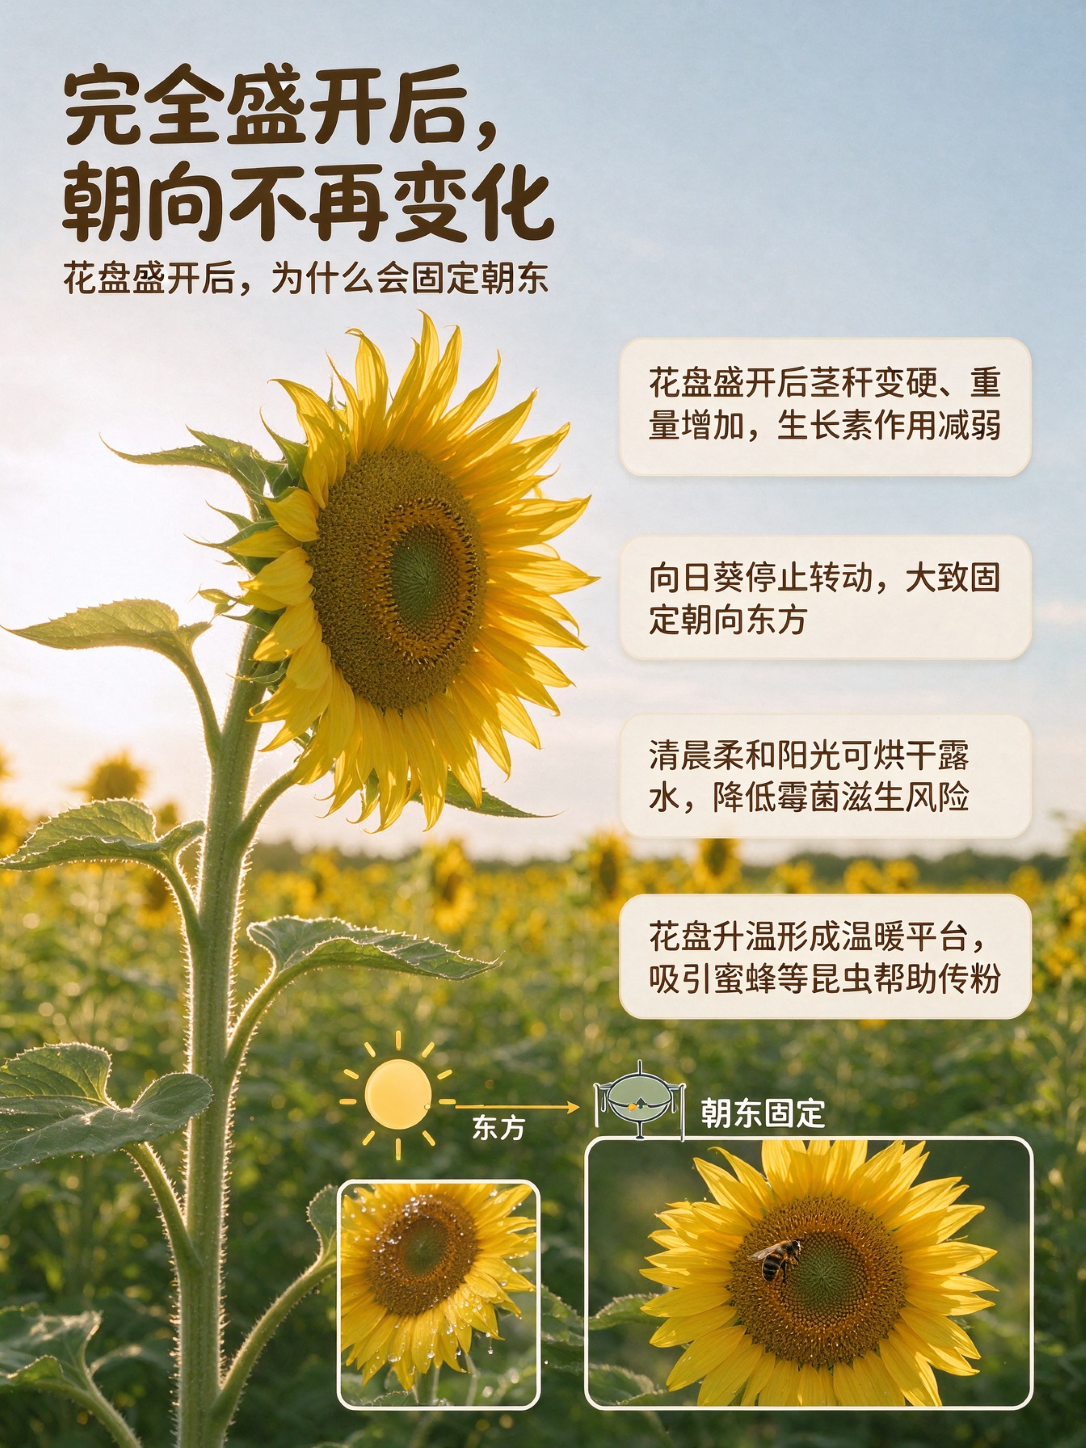 完全盛开后，
朝向不再变化
花盘盛开后，为什么会固定朝东
花盘盛开后茎秆变硬、重
量增加，生长素作用减弱
向日葵停止转动，大致固
定朝向东方
清晨柔和阳光可烘干露
水，降低霉菌滋生风险
花盘升温形成温暖平台，
吸引蜜蜂等昆虫帮助传粉
东方
朝东固定